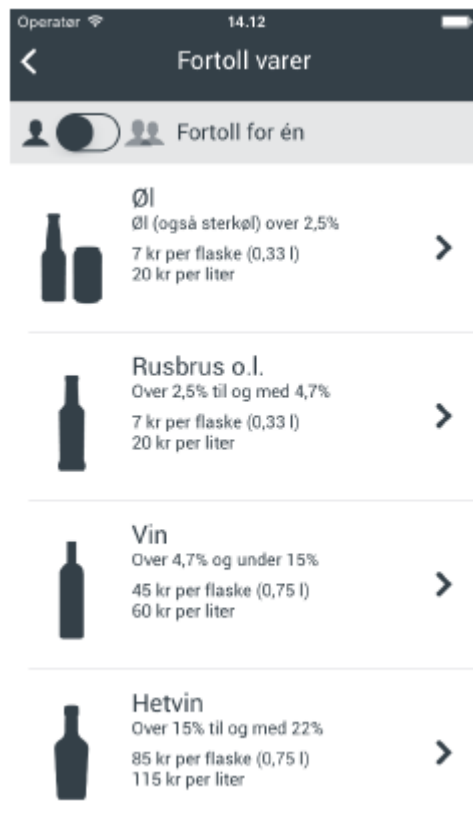 Operatør 14.12
Fortoll varer
Fortoll for én
Øl
Øl (også sterkøl) over 2,5%
7 kr per flaske (0,33 l)
20 kr per liter
Rusbrus o.l.
Over 2,5% til og med 4,7%
7 kr per flaske (0,33 l)
20 kr per liter
Vin
Over 4,7% og under 15%
45 kr per flaske (0,75 l)
60 kr per liter
Hetvin
Over 15% til og med 22%
85 kr per flaske (0,75 l)
115 kr per liter